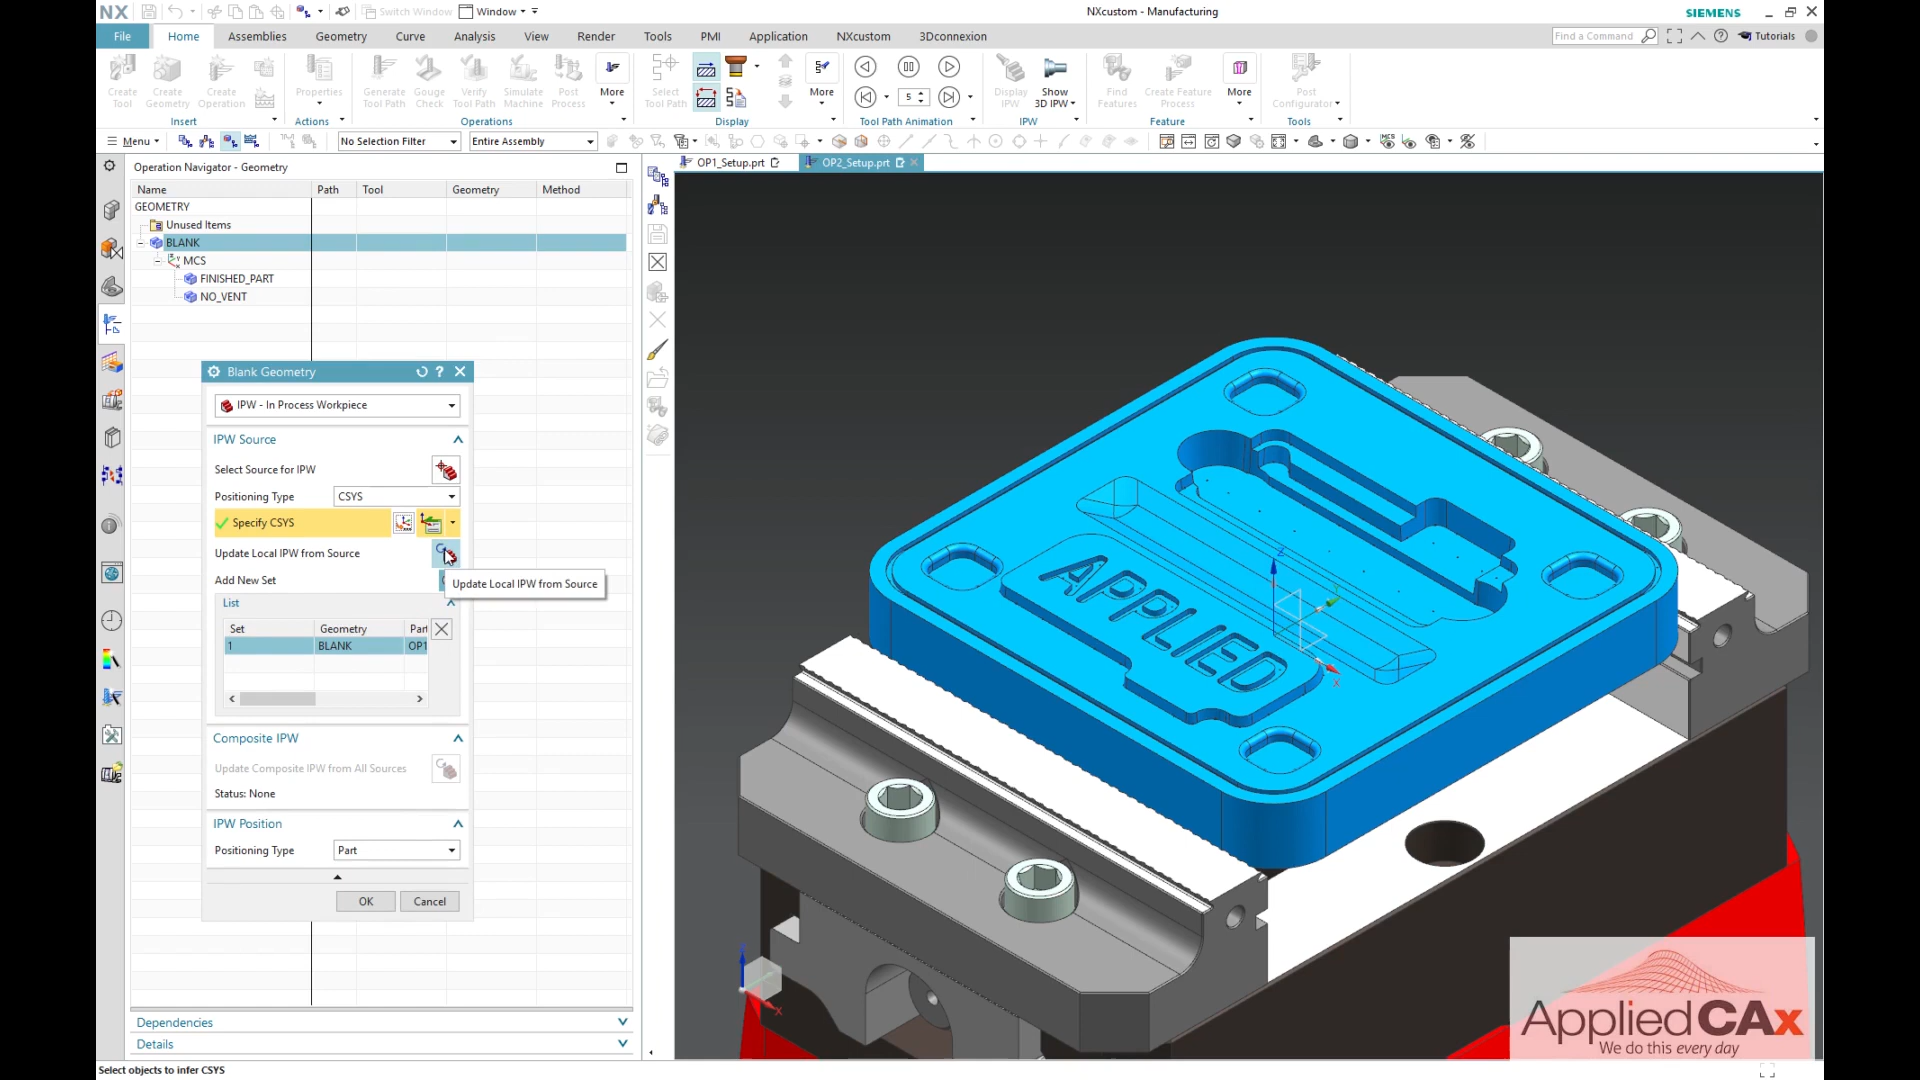 NX
Switch Window
Window
NXcustom - Manufacturing
SIEMENS
File
Home
Assemblies
Geometry
Curve
Analysis
View
Render
Tools
PMI
Application
NXcustom
3Dconnexion
Find a Command
Tutorials
Create Tool
Create Geometry
Create Operation
Properties
Generate Tool Path
Gouge Check
Verify Tool Path
Simulate Machine
Post Process
More
Select Tool Path
More
5
Display IPW
Show 3D IPW
Find Features
Create Feature Process
More
Post Configurator
Insert
Actions
Operations
Display
Tool Path Animation
IPW
Feature
Tools
Menu
No Selection Filter
Entire Assembly
Operation Navigator - Geometry
OP1_Setup.prt
OP2_Setup.prt
Name
Path
Tool
Geometry
Method
GEOMETRY
Unused Items
BLANK
MCS
FINISHED_PART
NO_VENT
Blank Geometry
IPW - In Process Workpiece
IPW Source
Select Source for IPW
Positioning Type
CSYS
Specify CSYS
Update Local IPW from Source
Update Local IPW from Source
Add New Set
List
Set
Geometry
Part
1
BLANK
OP1
Composite IPW
Update Composite IPW from All Sources
Status: None
IPW Position
Positioning Type
Part
OK
Cancel
APPLIED
Z
Y
X
Z
X
Dependencies
Details
Select objects to infer CSYS
AppliedCAx
We do this every day